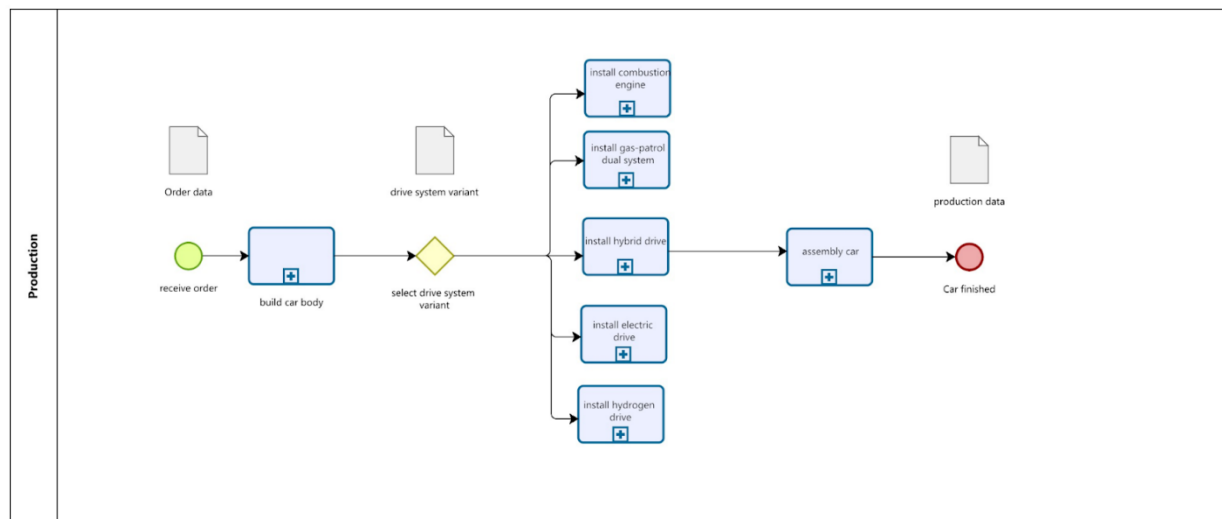 Production
Order data
receive order
build car body
drive system variant
select drive system
variant
install combustion
engine
install gas-patrol
dual system
install hybrid drive
install electric
drive
install hydrogen
drive
assembly car
production data
Car finished